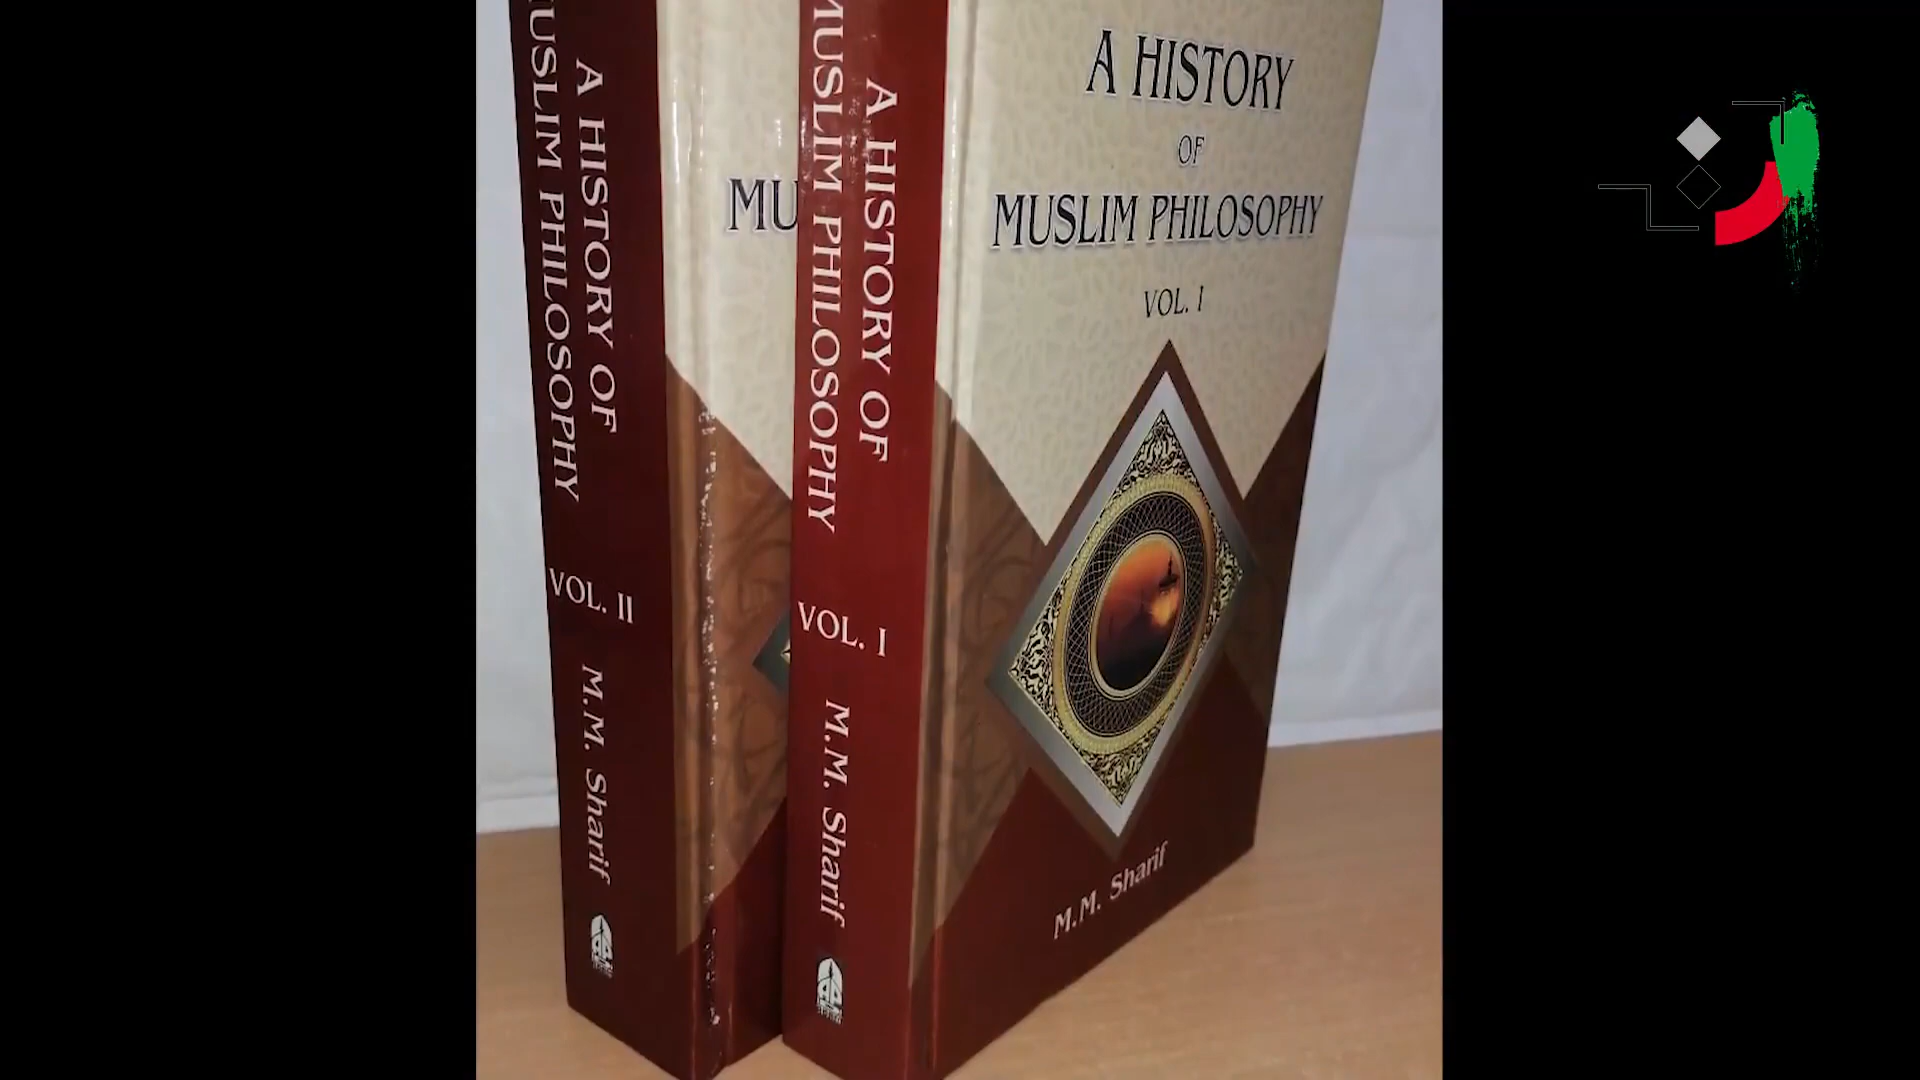 A HISTORY OF
MUSLIM PHILOSOPHY
VOL. II
M.M. Sharif
MU
A HISTORY OF
MUSLIM PHILOSOPHY
VOL. I
M.M. Sharif
A HISTORY
OF
MUSLIM PHILOSOPHY
VOL. I
M.M. Sharif